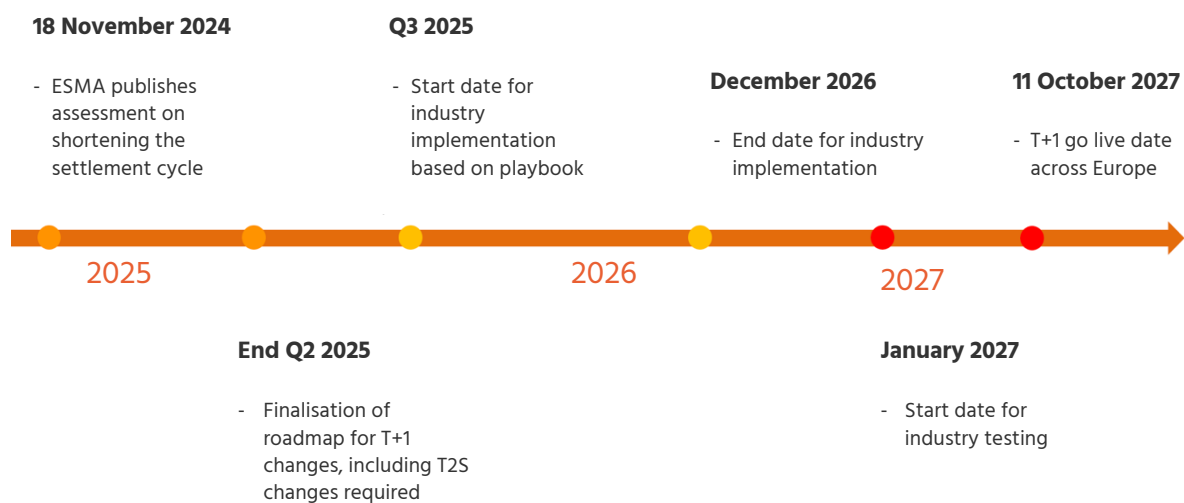 18 November 2024
- ESMA publishes
assessment on
shortening the
settlement cycle
Q3 2025
- Start date for
industry
implementation
based on playbook
December 2026
- End date for industry
implementation
11 October 2027
- T+1 go live date
across Europe
2025
2026
2027
End Q2 2025
- Finalisation of
roadmap for T+1
changes, including T2S
changes required
January 2027
- Start date for
industry testing